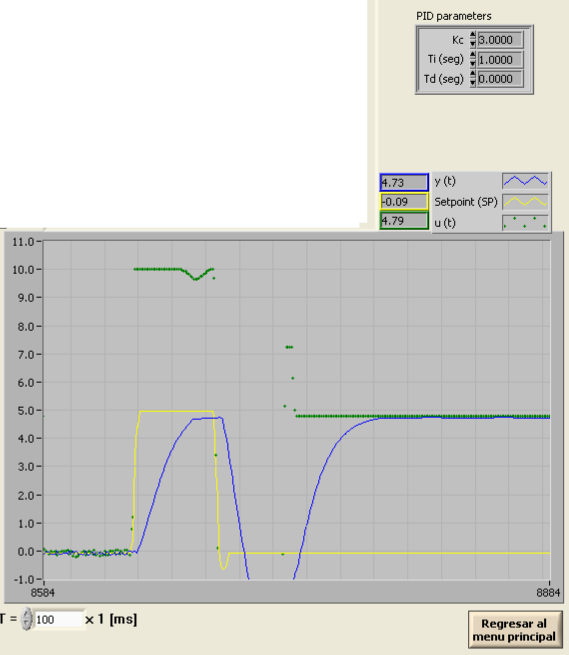 PID parameters
Kc 3.0000
Ti (seg) 1.0000
Td (seg) 0.0000
4.73 y (t)
-0.09 Setpoint (SP)
4.79 u (t)
11.0
10.0
9.0
8.0
7.0
6.0
5.0
4.0
3.0
2.0
1.0
0.0
-1.0
8584 8884
T = 100 x 1 [ms]
Regresar al
menu principal